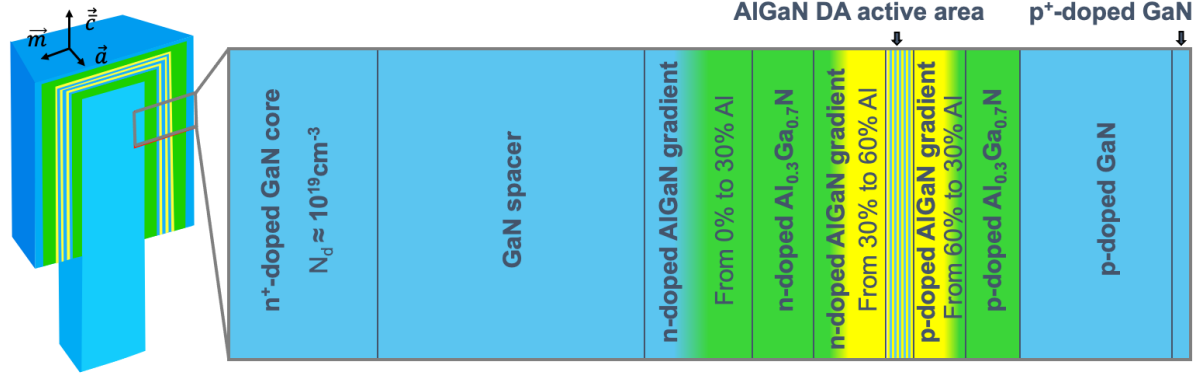 AlGaN DA active area
p⁺-doped GaN
c⃗
m⃗
a⃗
n⁺-doped GaN core
N_d ≈ 10¹⁹cm⁻³
GaN spacer
n-doped AlGaN gradient
From 0% to 30% Al
n-doped Al₀.₃Ga₀.₇N
n-doped AlGaN gradient
From 30% to 60% Al
p-doped AlGaN gradient
From 60% to 30% Al
p-doped Al₀.₃Ga₀.₇N
p-doped GaN